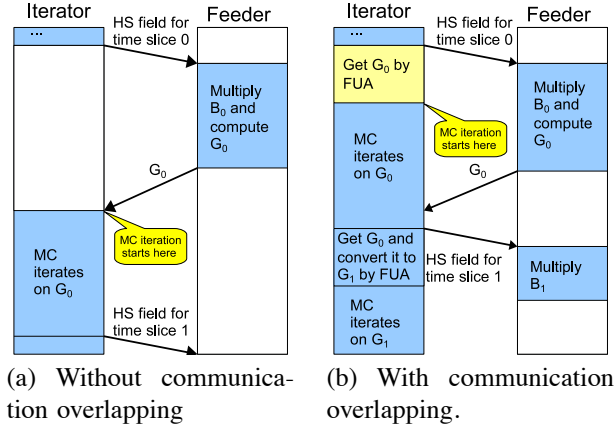 Iterator
Feeder
...
HS field for
time slice 0
Multiply
B0 and
compute
G0
G0
MC iteration
starts here
MC
iterates
on G0
HS field for
time slice 1
(a) Without communica-
tion overlapping
Iterator
Feeder
...
HS field for
time slice 0
Get G0 by
FUA
Multiply
B0 and
compute
G0
MC iteration
starts here
MC
iterates
on G0
G0
Get G0 and
convert it to
G1 by FUA
HS field for
time slice 1
Multiply
B1
MC
iterates
on G1
(b) With communication
overlapping.